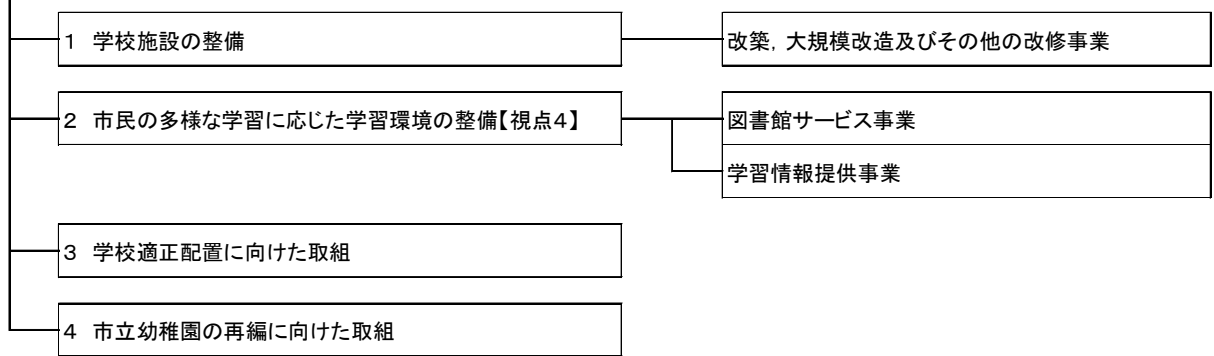 1 学校施設の整備
改築，大規模改造及びその他の改修事業
2 市民の多様な学習に応じた学習環境の整備【視点4】
図書館サービス事業
学習情報提供事業
3 学校適正配置に向けた取組
4 市立幼稚園の再編に向けた取組